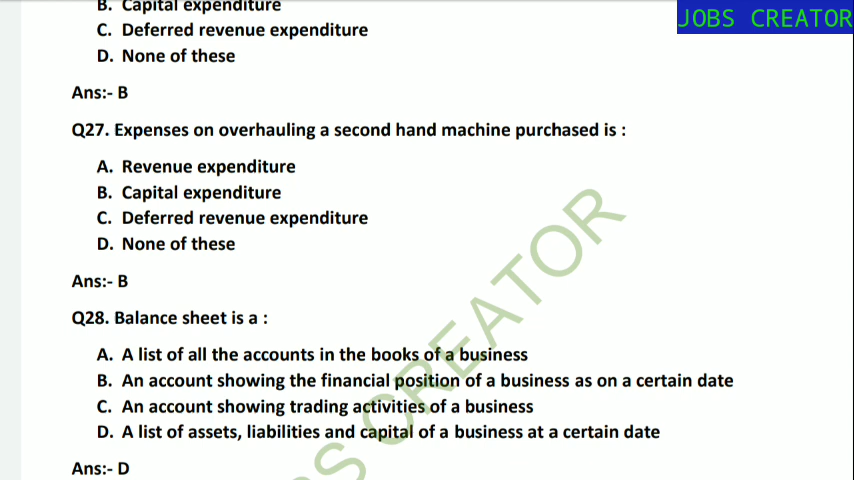 B. Capital expenditure
JOBS CREATOR
C. Deferred revenue expenditure
D. None of these
Ans:- B
Q27. Expenses on overhauling a second hand machine purchased is :
A. Revenue expenditure
B. Capital expenditure
C. Deferred revenue expenditure
D. None of these
Ans:- B
Q28. Balance sheet is a :
A. A list of all the accounts in the books of a business
B. An account showing the financial position of a business as on a certain date
C. An account showing trading activities of a business
D. A list of assets, liabilities and capital of a business at a certain date
Ans:- D
BS CREATOR